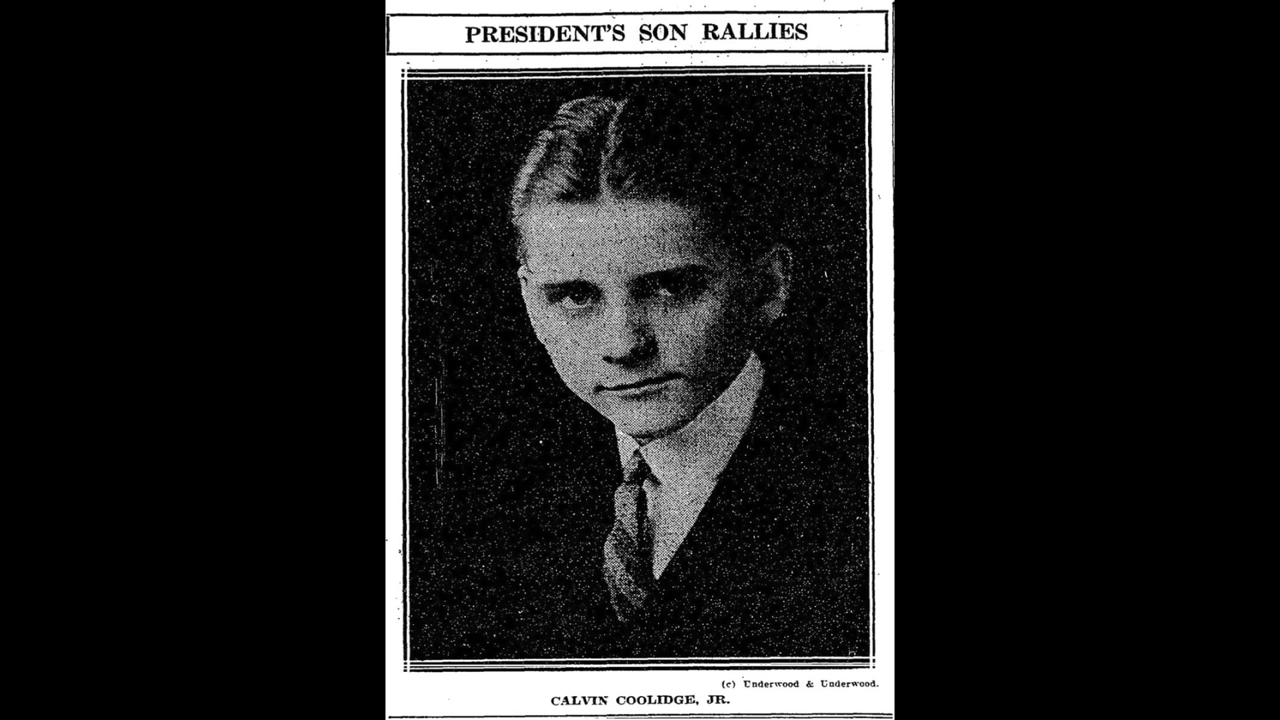 PRESIDENT'S SON RALLIES
(c) Underwood & Underwood.
CALVIN COOLIDGE, JR.